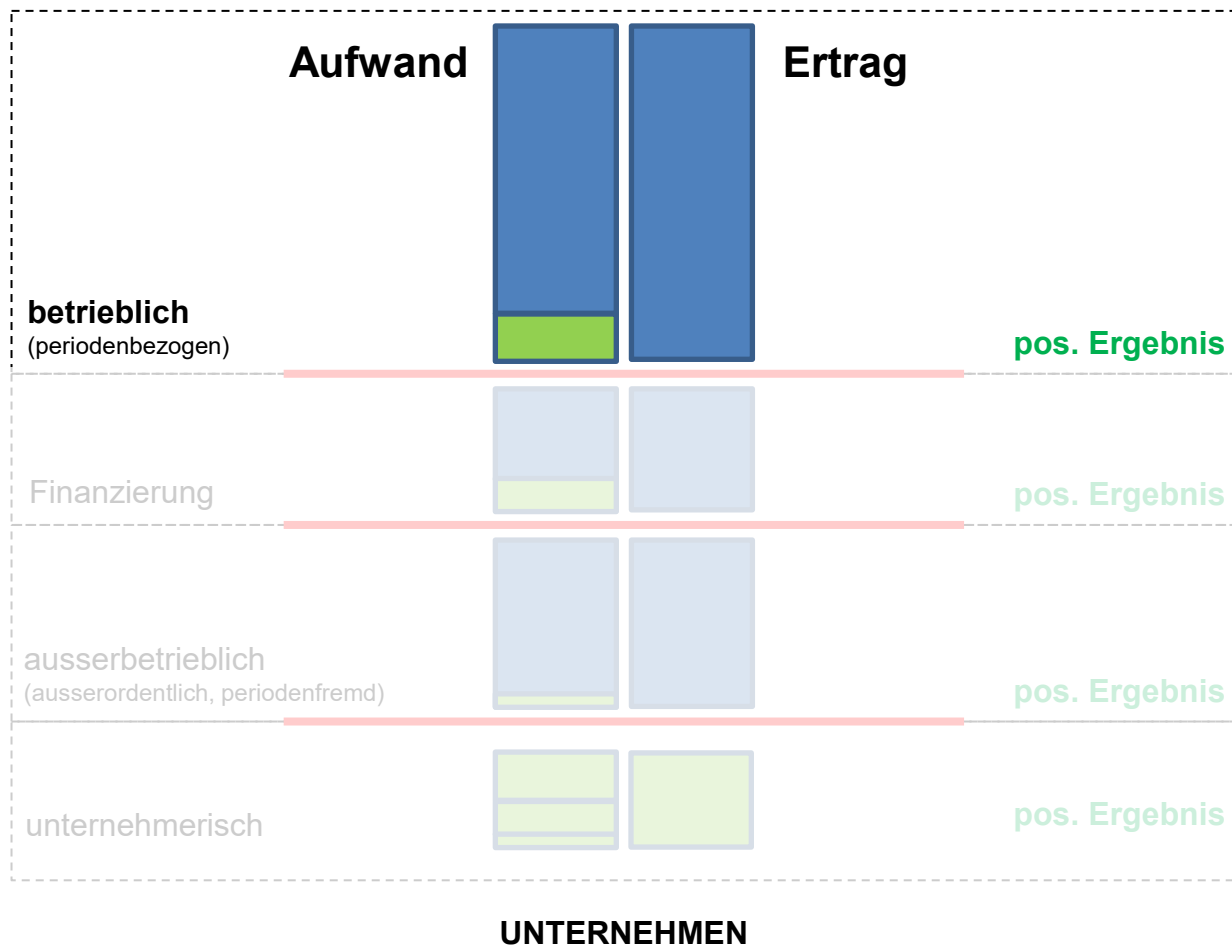 Aufwand
Ertrag
betrieblich
(periodenbezogen)
pos. Ergebnis
Finanzierung
pos. Ergebnis
ausserbetrieblich
(ausserordentlich, periodenfremd)
pos. Ergebnis
unternehmerisch
pos. Ergebnis
UNTERNEHMEN